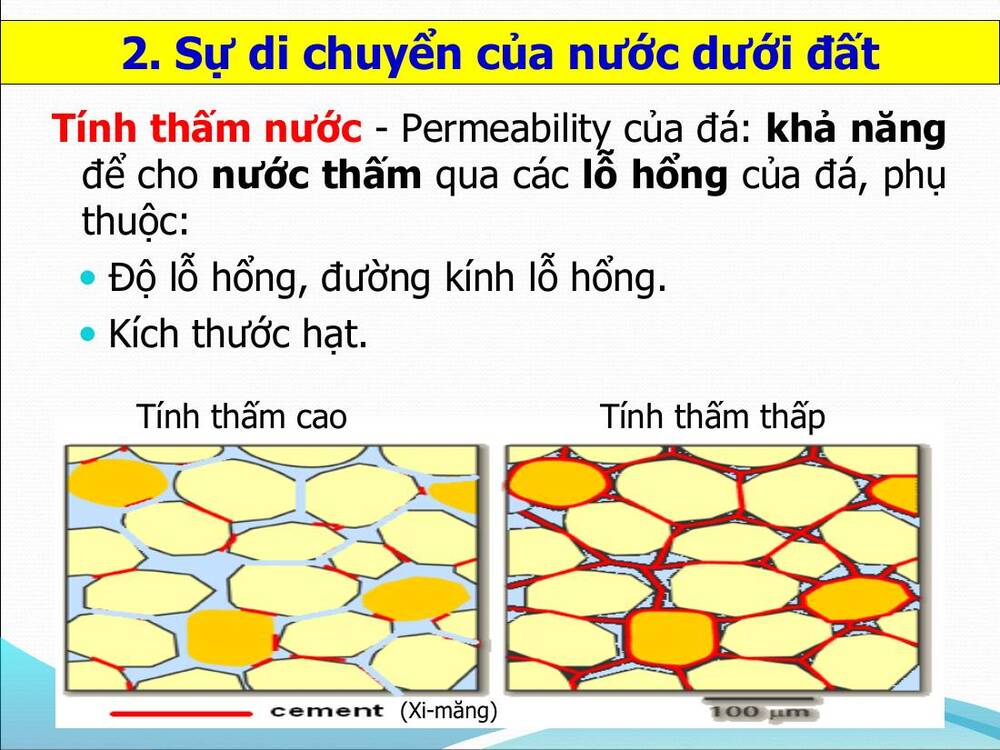 2. Sự di chuyển của nước dưới đất
Tính thấm nước - Permeability của đá: khả năng
để cho nước thấm qua các lỗ hổng của đá, phụ
thuộc:
• Độ lỗ hổng, đường kính lỗ hổng.
• Kích thước hạt.
Tính thấm cao
Tính thấm thấp
cement (Xi-măng)
100 µm